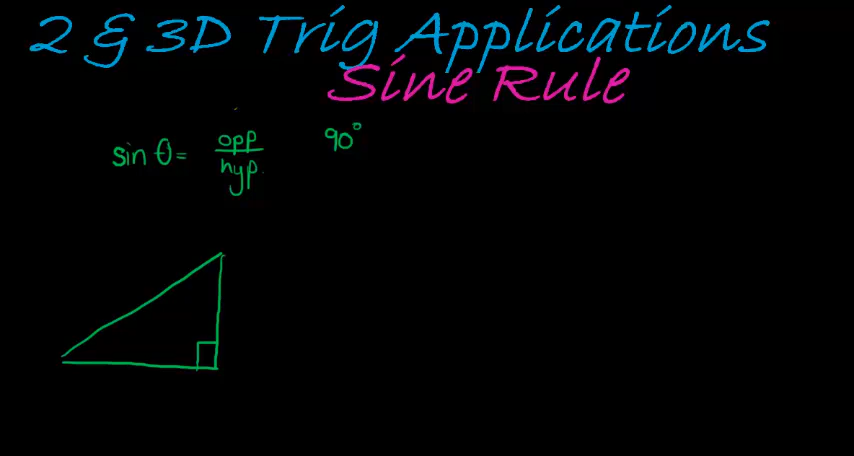 2 & 3D Trig Applications
Sine Rule
sin θ = opp/hyp. 90°